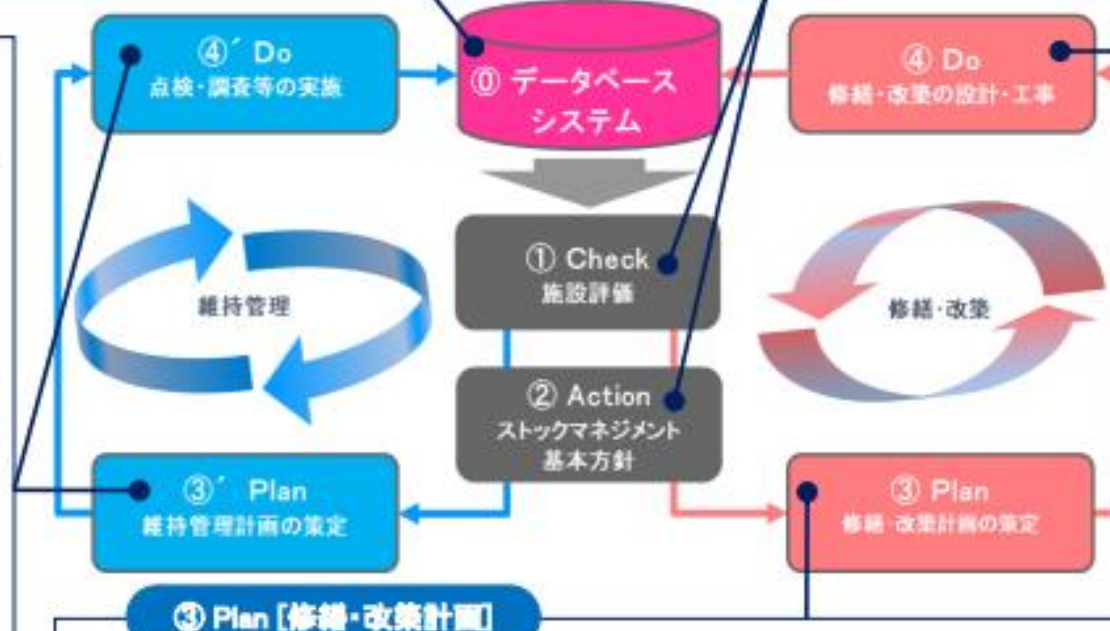 ④´ Do
点検・調査等の実施
⓪ データベース
システム
④ Do
修繕・改築の設計・工事
① Check
施設評価
維持管理
修繕・改築
② Action
ストックマネジメント
基本方針
③´ Plan
維持管理計画の策定
③ Plan
修繕・改築計画の策定
③ Plan [修繕・改築計画]